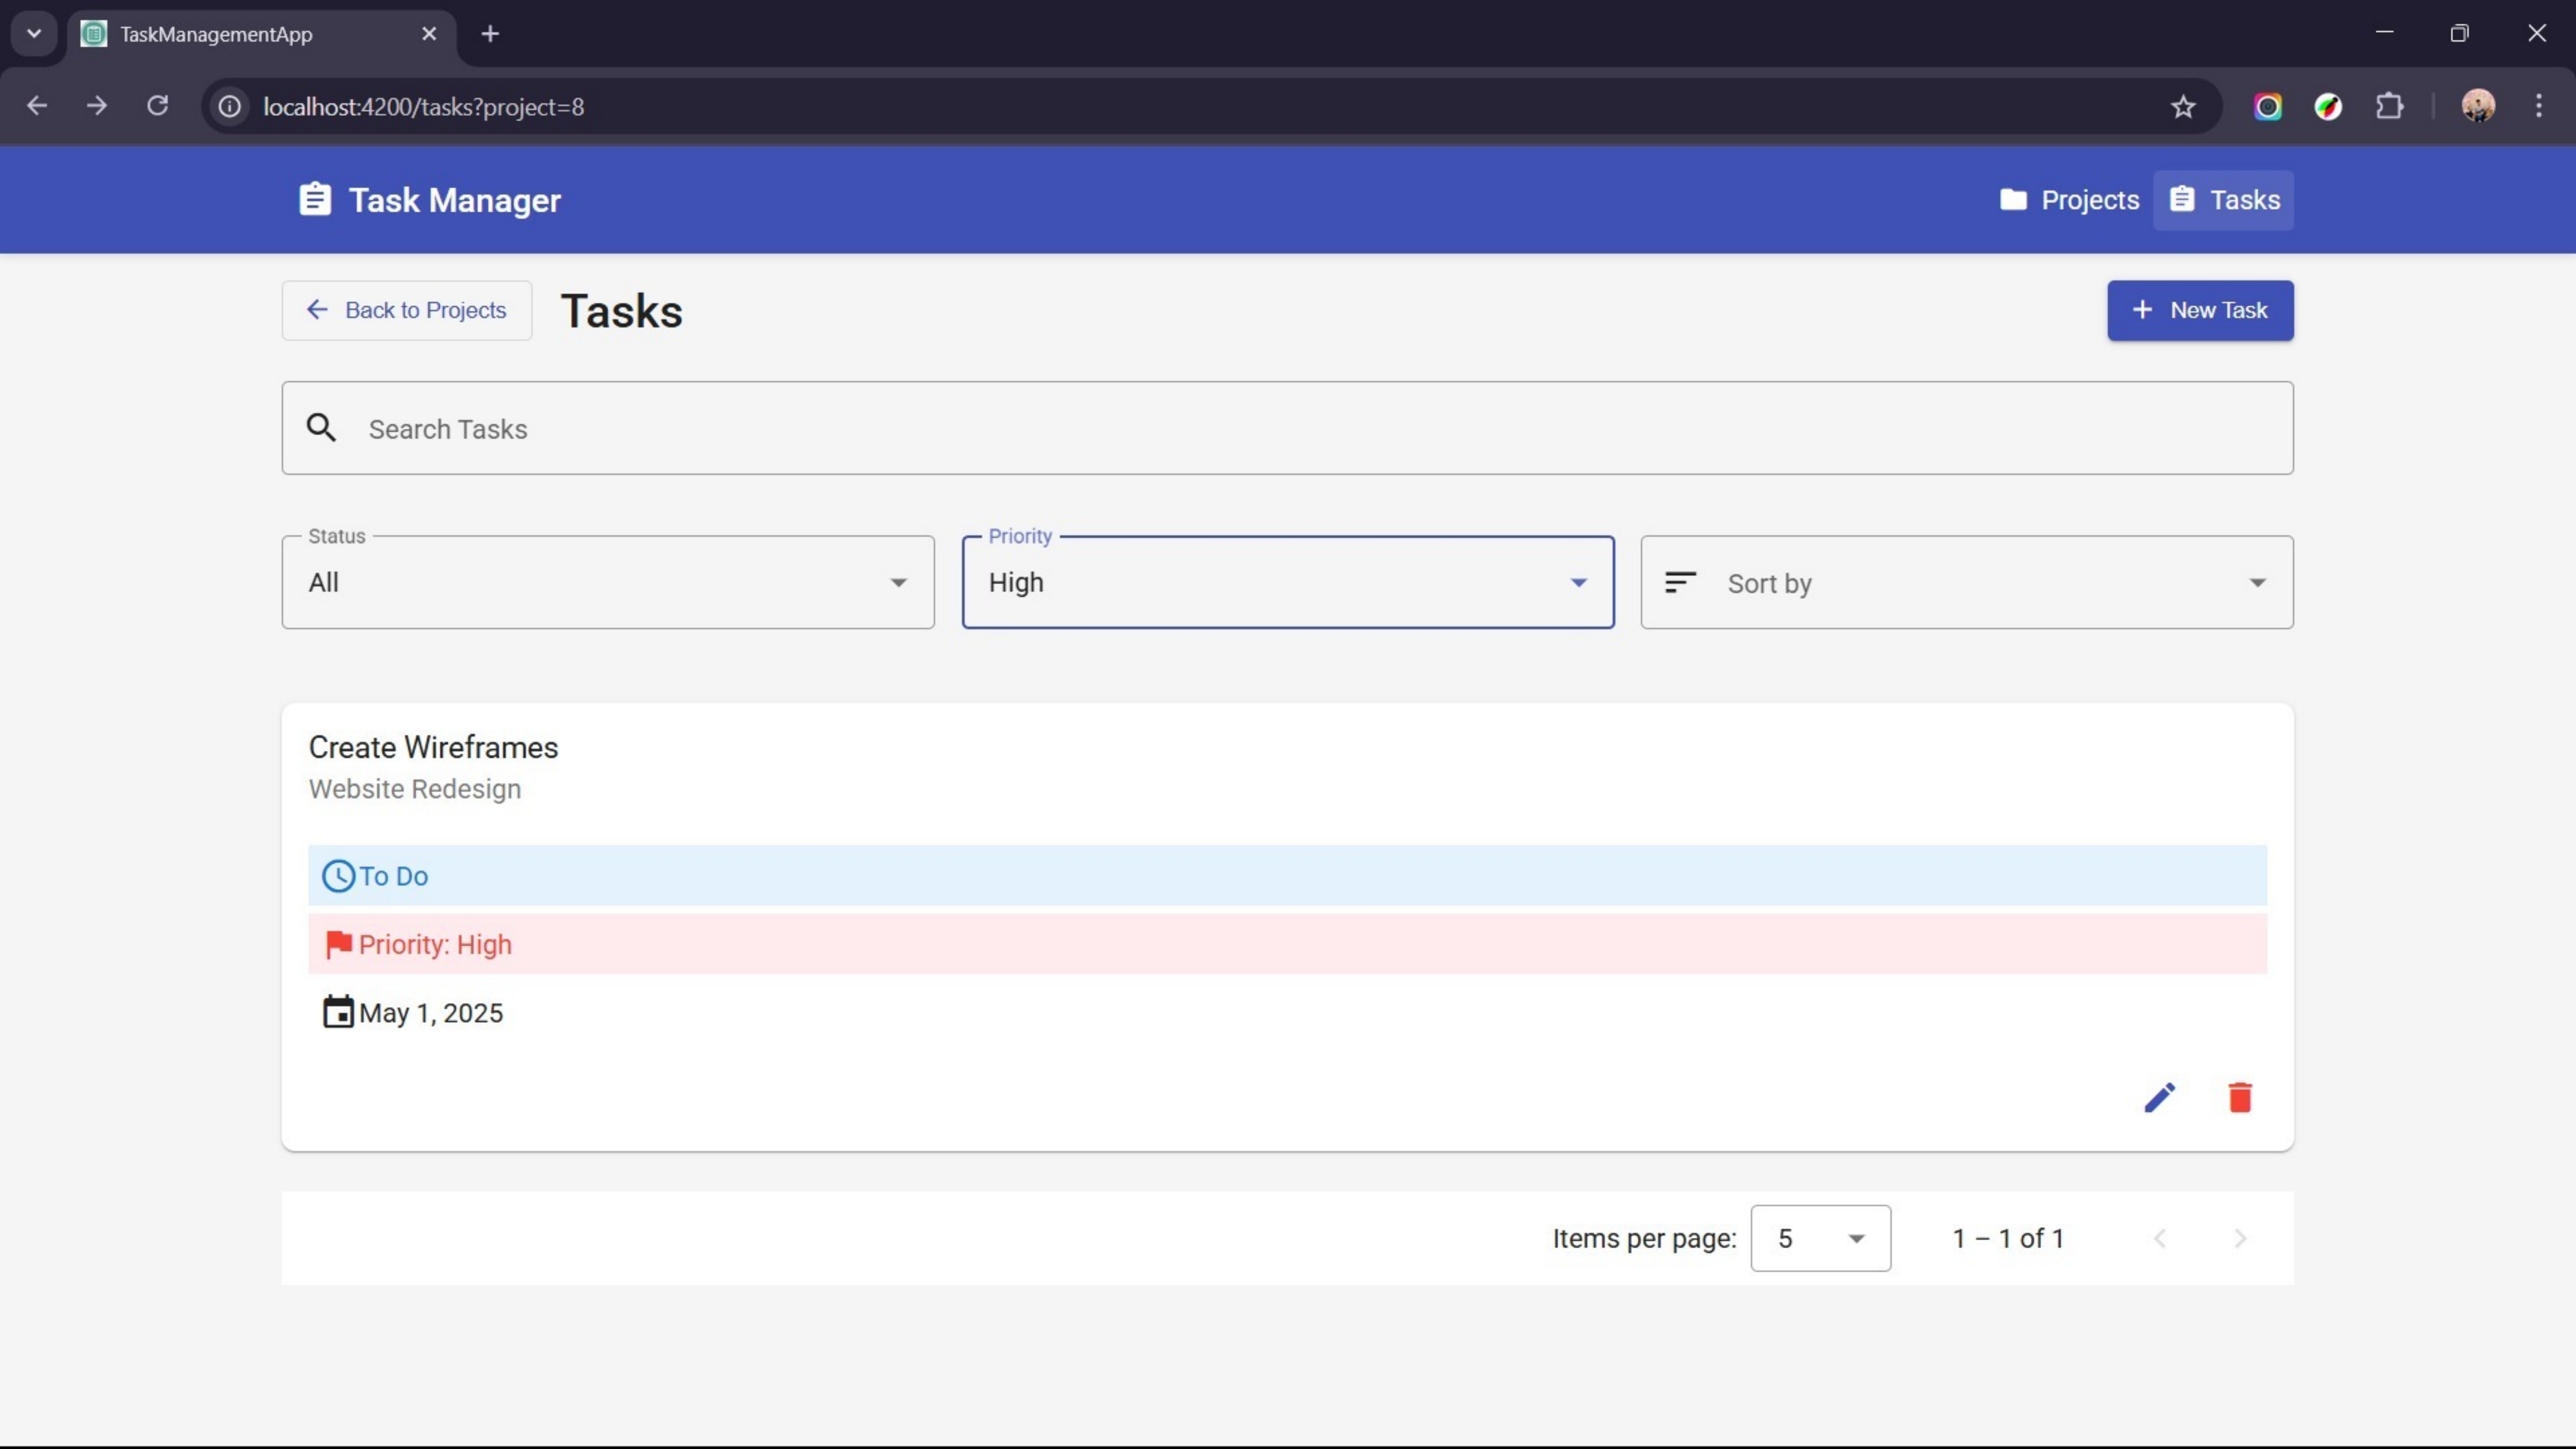 TaskManagementApp
localhost:4200/tasks?project=8
Task Manager
Projects
Tasks
Back to Projects
Tasks
New Task
Search Tasks
Status
All
Priority
High
Sort by
Create Wireframes
Website Redesign
To Do
Priority: High
May 1, 2025
Items per page:
5
1 – 1 of 1